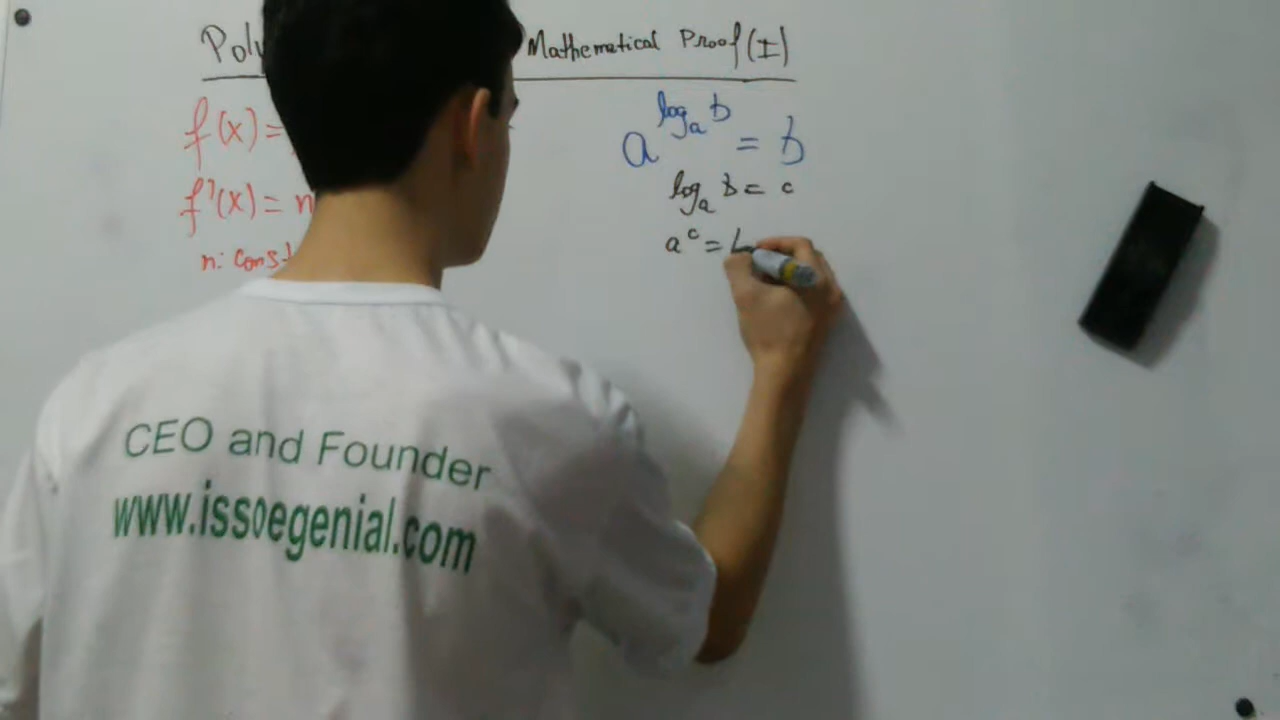 Poly Mathematical Proof (I)
f(x) =
f'(x) = n
n: const
a^(log_a b) = b
log_a b = c
a^c = b
CEO and Founder
www.issoegenial.com